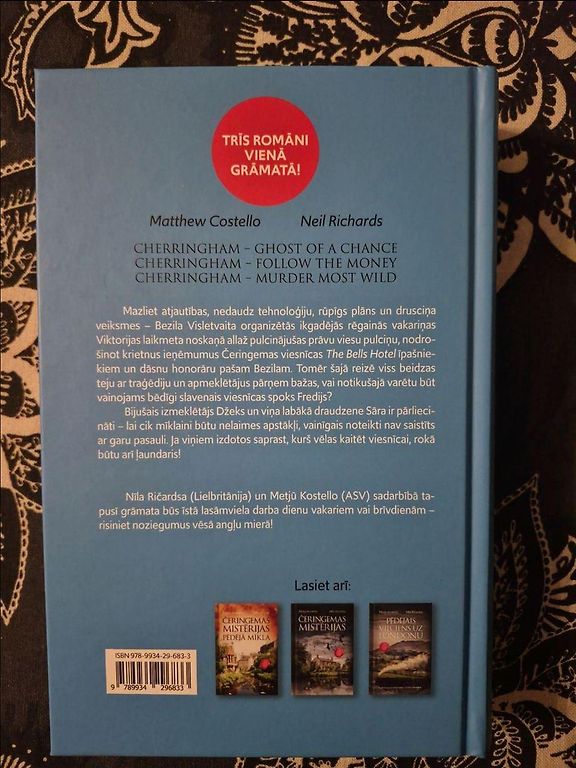 TRĪS ROMĀNI
VIENĀ
GRĀMATĀ!
Matthew Costello Neil Richards
CHERRINGHAM – GHOST OF A CHANCE
CHERRINGHAM – FOLLOW THE MONEY
CHERRINGHAM – MURDER MOST WILD
Mazliet atjautības, nedaudz tehnoloģiju, rūpīgs plāns un drusciņa
veiksmes – Bezila Visletvaita organizētās ikgadējās rēgainās vakariņas
Viktorijas laikmeta noskaņā allaž pulcinājušas prāvu viesu pulciņu, nodro-
šinot krietnus ieņēmumus Čeringemas viesnīcas The Bells Hotel īpašnie-
kiem un dāsnu honorāru pašam Bezilam. Tomēr šajā reizē viss beidzas
teju ar traģēdiju un apmeklētājus pārņem bažas, vai notikušajā varētu būt
vainojams bēdīgi slavenais viesnīcas spoks Fredijs?
Bijušais izmeklētājs Džeks un viņa labākā draudzene Sāra ir pārlieci-
nāti – lai cik mīklaini būtu nelaimes apstākļi, vainīgais noteikti nav saistīts
ar garu pasauli. Ja viņiem izdotos saprast, kurš vēlas kaitēt viesnīcai, rokā
būtu arī ļaundaris!
Nīla Ričardsa (Lielbritānija) un Metjū Kostello (ASV) sadarbībā ta-
pusī grāmata būs īstā lasāmviela darba dienu vakariem vai brīvdienām –
risiniet noziegumus vēsā angļu mierā!
Lasiet arī:
ČERINGEMAS
MISTĒRIJAS
PĒDĒJĀ MĪKLA
ČERINGEMAS
MISTĒRIJAS
PĒDĒJAIS
VILCIENS UZ
LONDONU
ISBN 978-9934-29-683-3
9 789934 296833